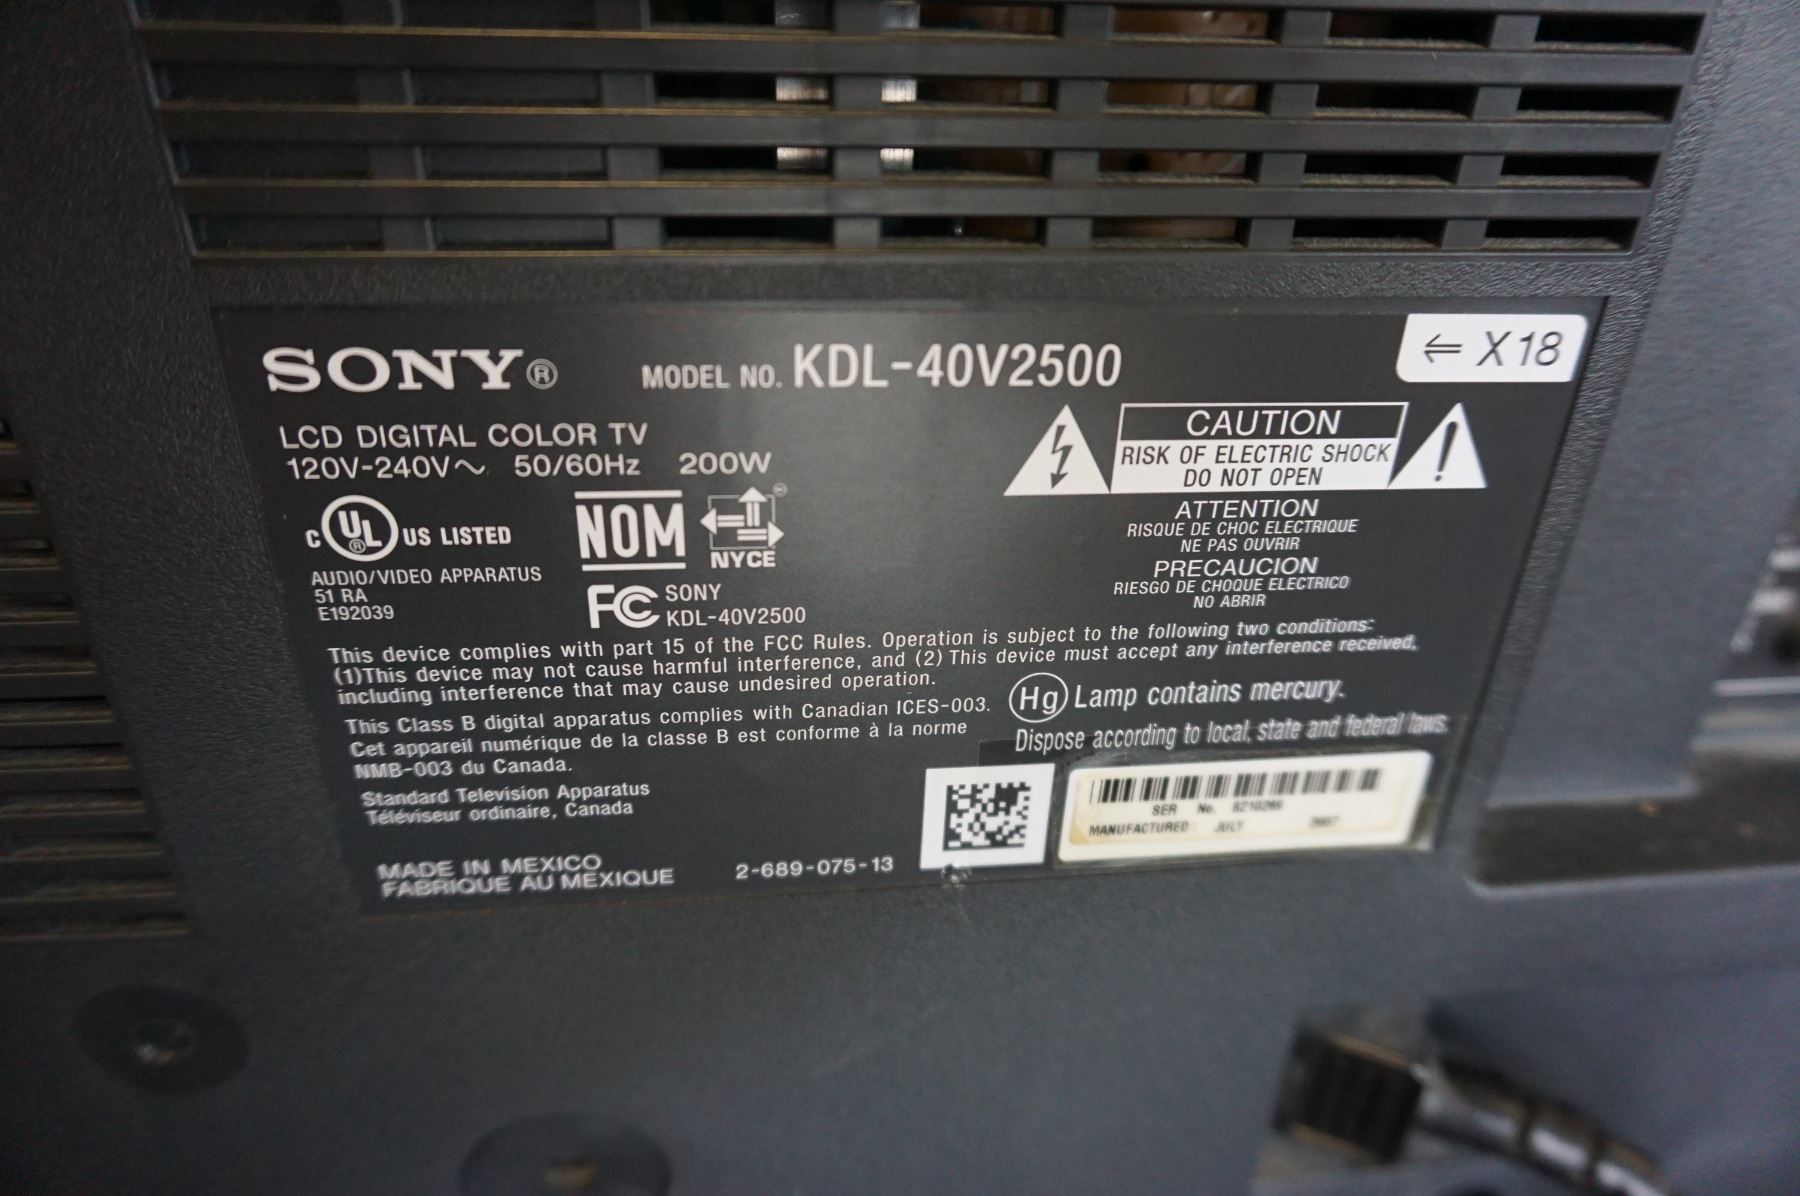 SONY®
MODEL NO. KDL-40V2500
⇐ X18
LCD DIGITAL COLOR TV
120V-240V~ 50/60Hz 200W
C UL® US LISTED
AUDIO/VIDEO APPARATUS
51 RA
E192039
NOM
NYCE
FC SONY
KDL-40V2500
CAUTION
RISK OF ELECTRIC SHOCK
DO NOT OPEN
ATTENTION
RISQUE DE CHOC ELECTRIQUE
NE PAS OUVRIR
PRECAUCION
RIESGO DE CHOQUE ELECTRICO
NO ABRIR
This device complies with part 15 of the FCC Rules. Operation is subject to the following two conditions:
(1)This device may not cause harmful interference, and (2) This device must accept any interference received,
including interference that may cause undesired operation.
This Class B digital apparatus complies with Canadian ICES-003.
Cet appareil numérique de la classe B est conforme à la norme
NMB-003 du Canada.
Hg Lamp contains mercury.
Dispose according to local, state and federal laws.
Standard Television Apparatus
Téléviseur ordinaire, Canada
SER No.
MANUFACTURED: JULY
MADE IN MEXICO
FABRIQUE AU MEXIQUE
2-689-075-13